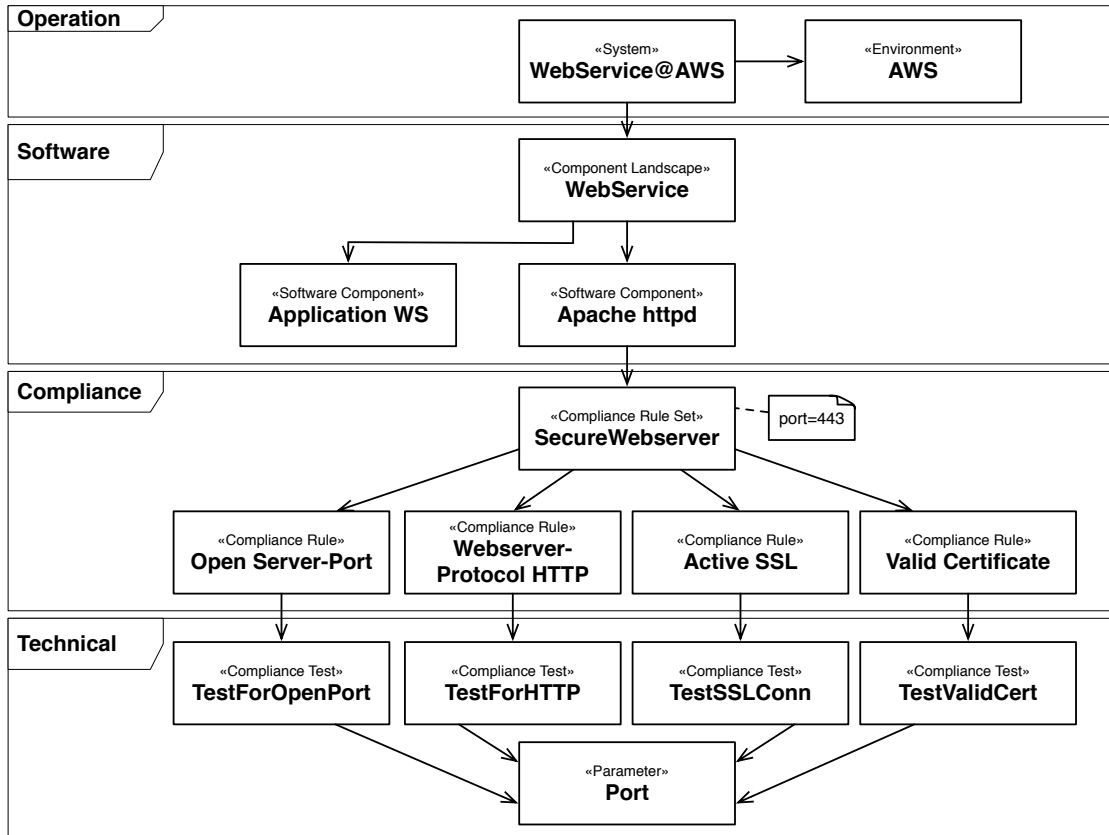 Operation
«System»
WebService@AWS
«Environment»
AWS
Software
«Component Landscape»
WebService
«Software Component»
Application WS
«Software Component»
Apache httpd
Compliance
«Compliance Rule Set»
SecureWebserver
port=443
«Compliance Rule»
Open Server-Port
«Compliance Rule»
Webserver-
Protocol HTTP
«Compliance Rule»
Active SSL
«Compliance Rule»
Valid Certificate
Technical
«Compliance Test»
TestForOpenPort
«Compliance Test»
TestForHTTP
«Compliance Test»
TestSSLConn
«Compliance Test»
TestValidCert
«Parameter»
Port